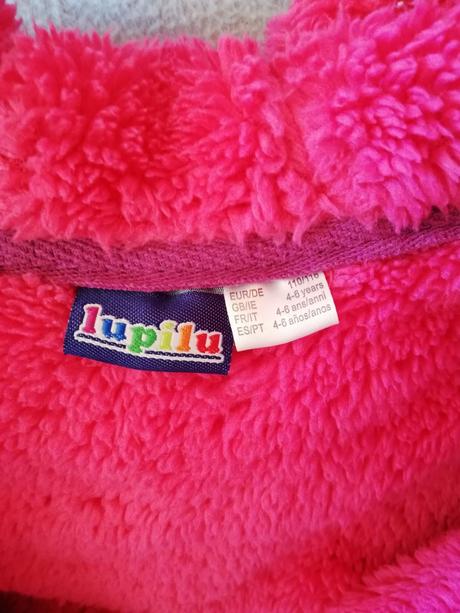 lupilu
EUR/DE 110/116
GB/IE 4-6 years
FR/IT 4-6 ans/anni
ES/PT 4-6 años/anos